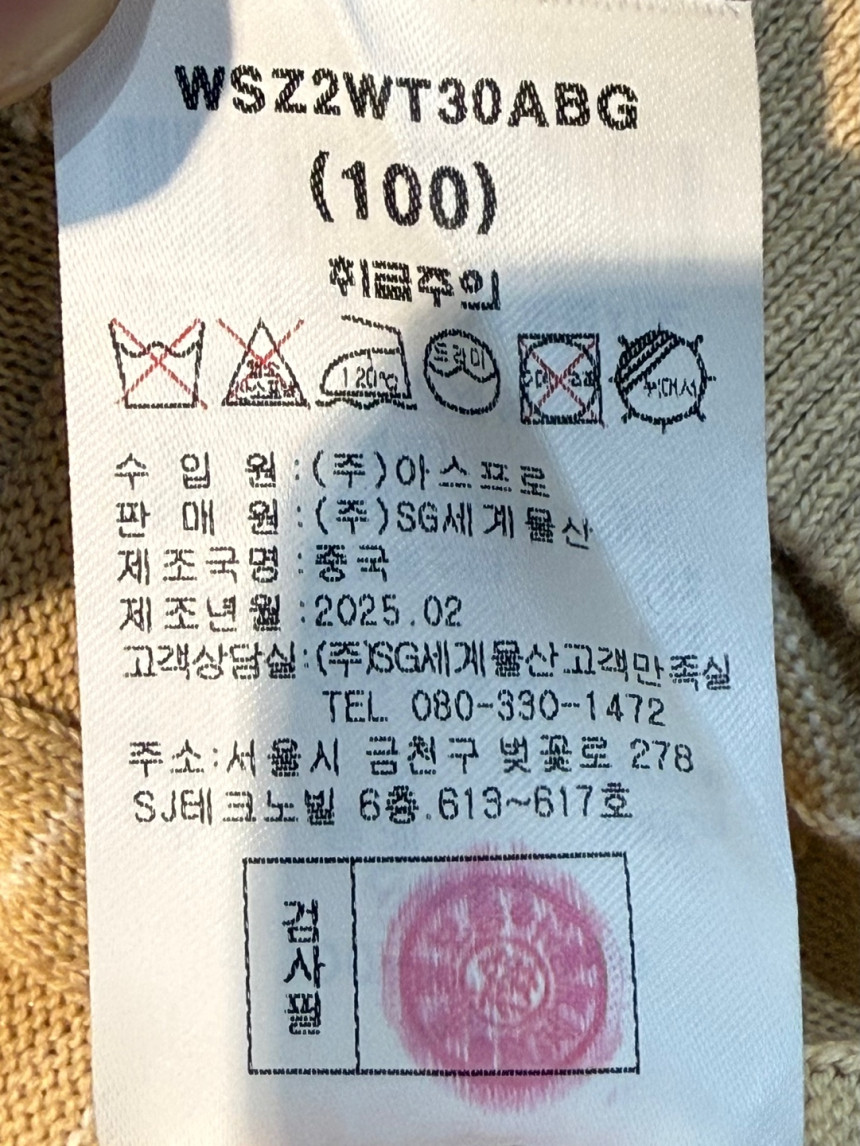 WSZ2WT30ABG
(100)
취급주의
120℃ 드라이 뉘어서
수 입 원:(주)아스프로
판 매 원:(주)SG세계물산
제조국명:중국
제조년월:2025.02
고객상담실:(주)SG세계물산고객만족실
TEL 080-330-1472
주소:서울시 금천구 벚꽃로 278
SJ테크노빌 6층.613~617호
검사필